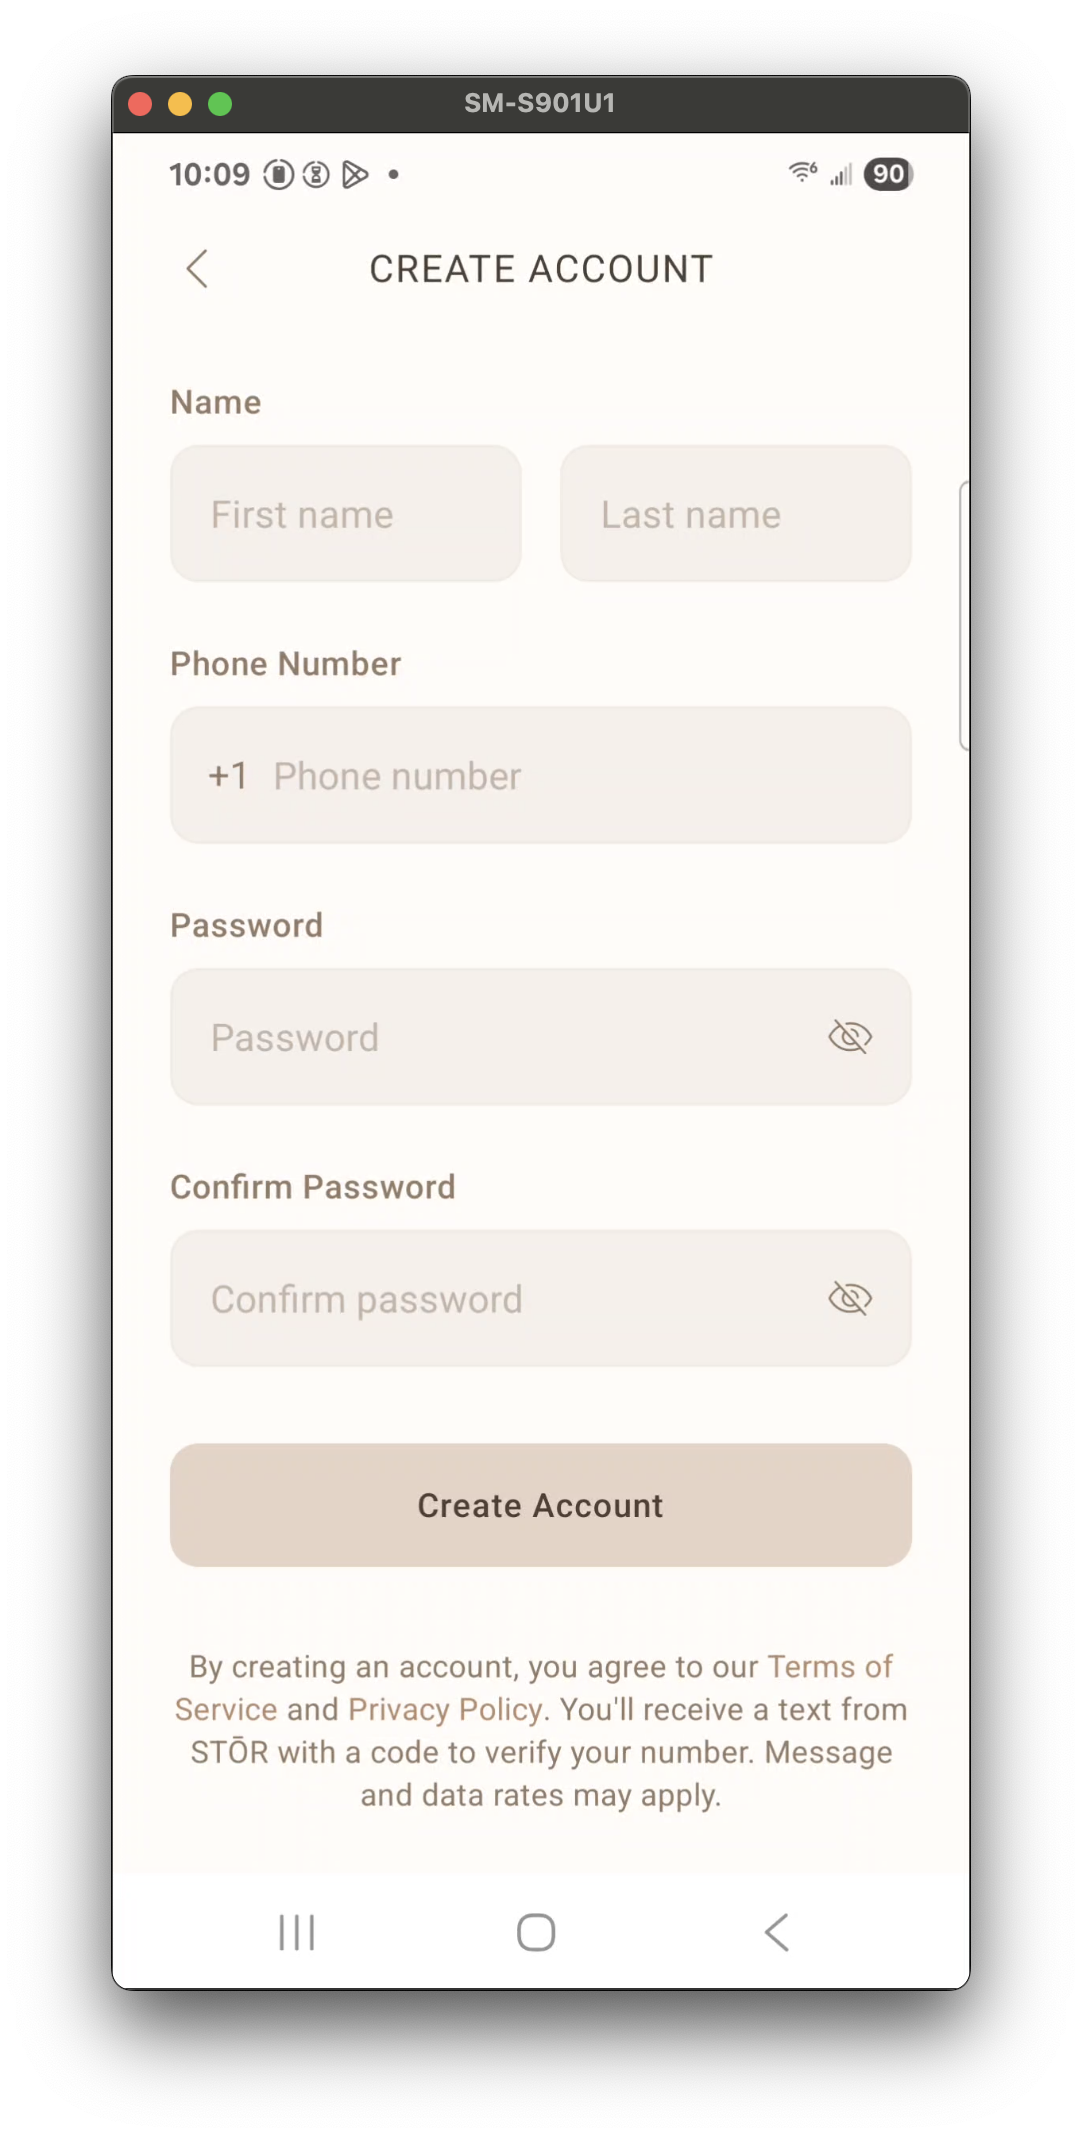 SM-S901U1
10:09
6
90
CREATE ACCOUNT
Name
First name
Last name
Phone Number
+1 Phone number
Password
Password
Confirm Password
Confirm password
Create Account
By creating an account, you agree to our Terms of
Service and Privacy Policy. You'll receive a text from
STŌR with a code to verify your number. Message
and data rates may apply.